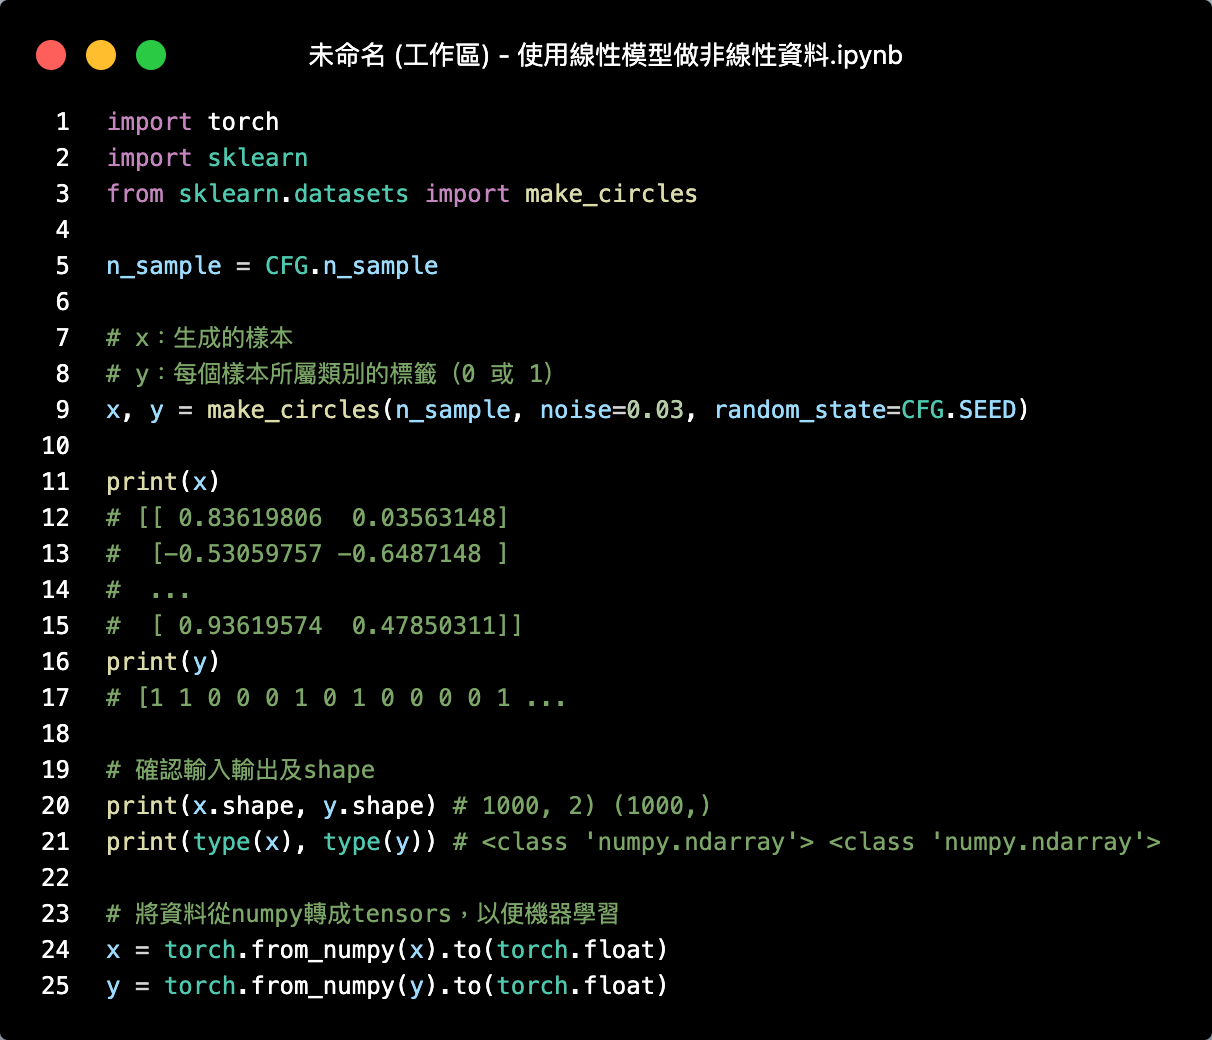 未命名 (工作區) - 使用線性模型做非線性資料.ipynb
1 import torch
2 import sklearn
3 from sklearn.datasets import make_circles
4
5 n_sample = CFG.n_sample
6
7 # x：生成的樣本
8 # y：每個樣本所屬類別的標籤（0 或 1）
9 x, y = make_circles(n_sample, noise=0.03, random_state=CFG.SEED)
10
11 print(x)
12 # [[ 0.83619806  0.03563148]
13 #  [-0.53059757 -0.6487148 ]
14 #  ...
15 #  [ 0.93619574  0.47850311]]
16 print(y)
17 # [1 1 0 0 0 1 0 1 0 0 0 0 1 ...
18
19 # 確認輸入輸出及shape
20 print(x.shape, y.shape) # 1000, 2) (1000,)
21 print(type(x), type(y)) # <class 'numpy.ndarray'> <class 'numpy.ndarray'>
22
23 # 將資料從numpy轉成tensors，以便機器學習
24 x = torch.from_numpy(x).to(torch.float)
25 y = torch.from_numpy(y).to(torch.float)